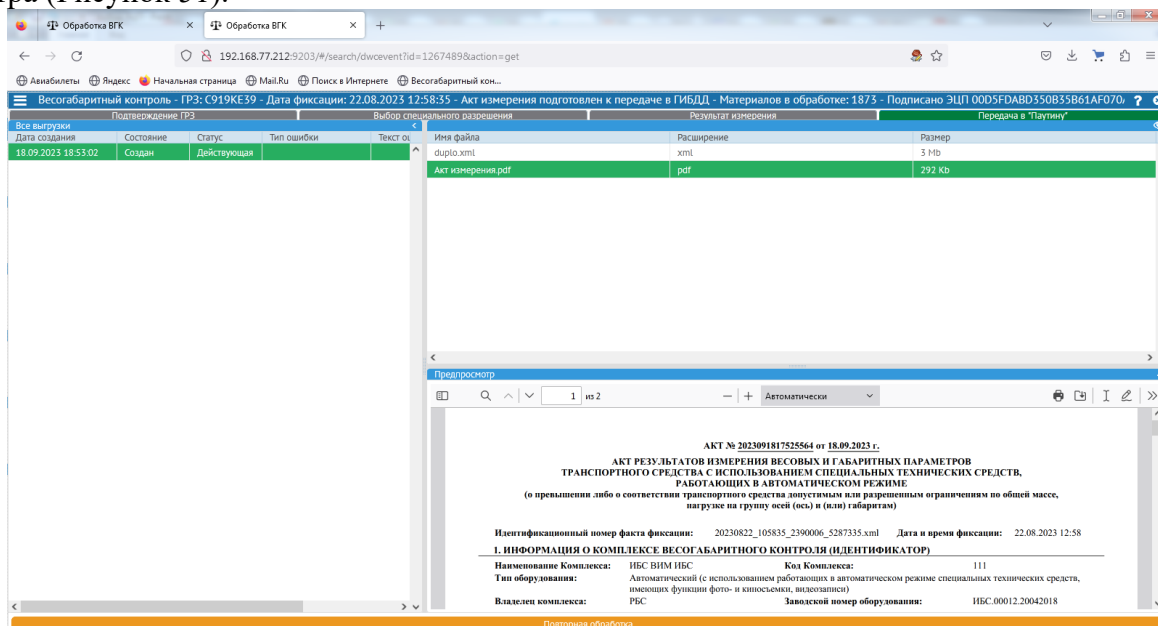 ра (Рисунок 31).
Обработка ВГК × Обработка ВГК × +
192.168.77.212:9203/#/search/dwcevent?id=1267489&action=get
Авиабилеты Яндекс Начальная страница Mail.Ru Поиск в Интернете Весогабаритный кон...
Весогабаритный контроль - ГРЗ: С919КЕ39 - Дата фиксации: 22.08.2023 12:58:35 - Акт измерения подготовлен к передаче в ГИБДД - Материалов в обработке: 1873 - Подписано ЭЦП 00D5FDABD350B35B61AF070 ?
Подтверждение ГРЗ Выбор специального разрешения Результат измерения Передача в "Паутину"
Все выгрузки
Дата создания Состояние Статус Тип ошибки Текст ош
Имя файла Расширение Размер
18.09.2023 18:53:02 Создан Действующая
duplo.xml xml 3 Mb
Акт измерения.pdf pdf 292 Kb
Предпросмотр
1 из 2 Автоматически
АКТ № 2023091817525564 от 18.09.2023 г.
АКТ РЕЗУЛЬТАТОВ ИЗМЕРЕНИЯ ВЕСОВЫХ И ГАБАРИТНЫХ ПАРАМЕТРОВ
ТРАНСПОРТНОГО СРЕДСТВА С ИСПОЛЬЗОВАНИЕМ СПЕЦИАЛЬНЫХ ТЕХНИЧЕСКИХ СРЕДСТВ,
РАБОТАЮЩИХ В АВТОМАТИЧЕСКОМ РЕЖИМЕ
(о превышении либо о соответствии транспортного средства допустимым или разрешенным ограничениям по общей массе,
нагрузке на группу осей (ось) и (или) габаритам)
Идентификационный номер факта фиксации: 20230822_105835_2390006_5287335.xml Дата и время фиксации: 22.08.2023 12:58
1. ИНФОРМАЦИЯ О КОМПЛЕКСЕ ВЕСОГАБАРИТНОГО КОНТРОЛЯ (ИДЕНТИФИКАТОР)
Наименование Комплекса: ИБС ВИМ ИБС Код Комплекса: 111
Тип оборудования: Автоматический (с использованием работающих в автоматическом режиме специальных технических средств,
имеющих функции фото- и киносъемки, видеозаписи)
Владелец комплекса: РБС Заводской номер оборудования: ИБС.00012.20042018
Повторная обработка